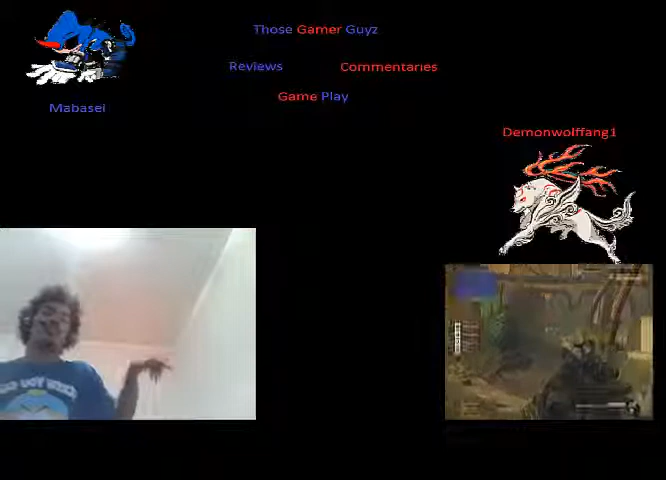 Those Gamer Guyz
Reviews Commentaries
Game Play
Mabasei
Demonwolffang1